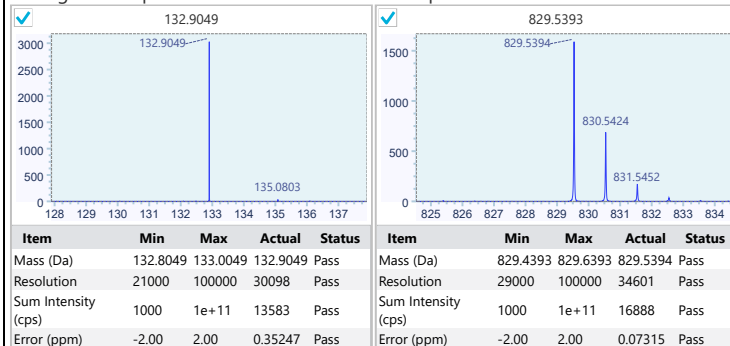 132.9049
829.5393
3000
2500
2000
1500
1000
500
0
132.9049
135.0803
128 129 130 131 132 133 134 135 136 137
1500
1000
500
0
829.5394
830.5424
831.5452
825 826 827 828 829 830 831 832 833 834
Item Min Max Actual Status
Mass (Da) 132.8049 133.0049 132.9049 Pass
Resolution 21000 100000 30098 Pass
Sum Intensity (cps) 1000 1e+11 13583 Pass
Error (ppm) -2.00 2.00 0.35247 Pass
Item Min Max Actual Status
Mass (Da) 829.4393 829.6393 829.5394 Pass
Resolution 29000 100000 34601 Pass
Sum Intensity (cps) 1000 1e+11 16888 Pass
Error (ppm) -2.00 2.00 0.07315 Pass